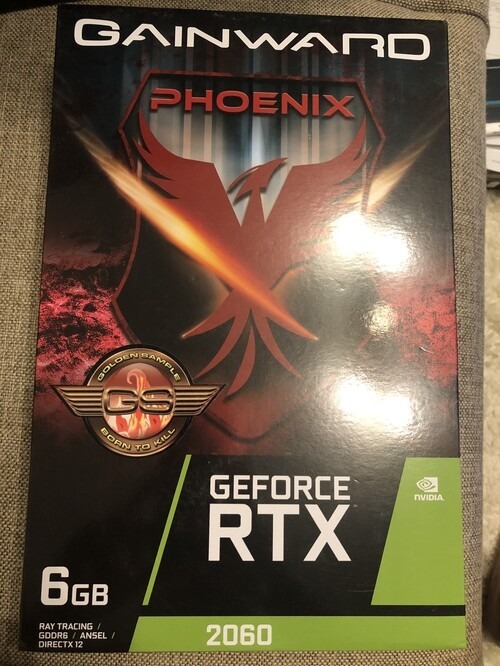 GAINWARD
PHOENIX
GOLDEN SAMPLE
GS
BORN TO KILL
GEFORCE
RTX
NVIDIA.
6GB
RAY TRACING /
GDDR6 / ANSEL /
DIRECTX 12
2060